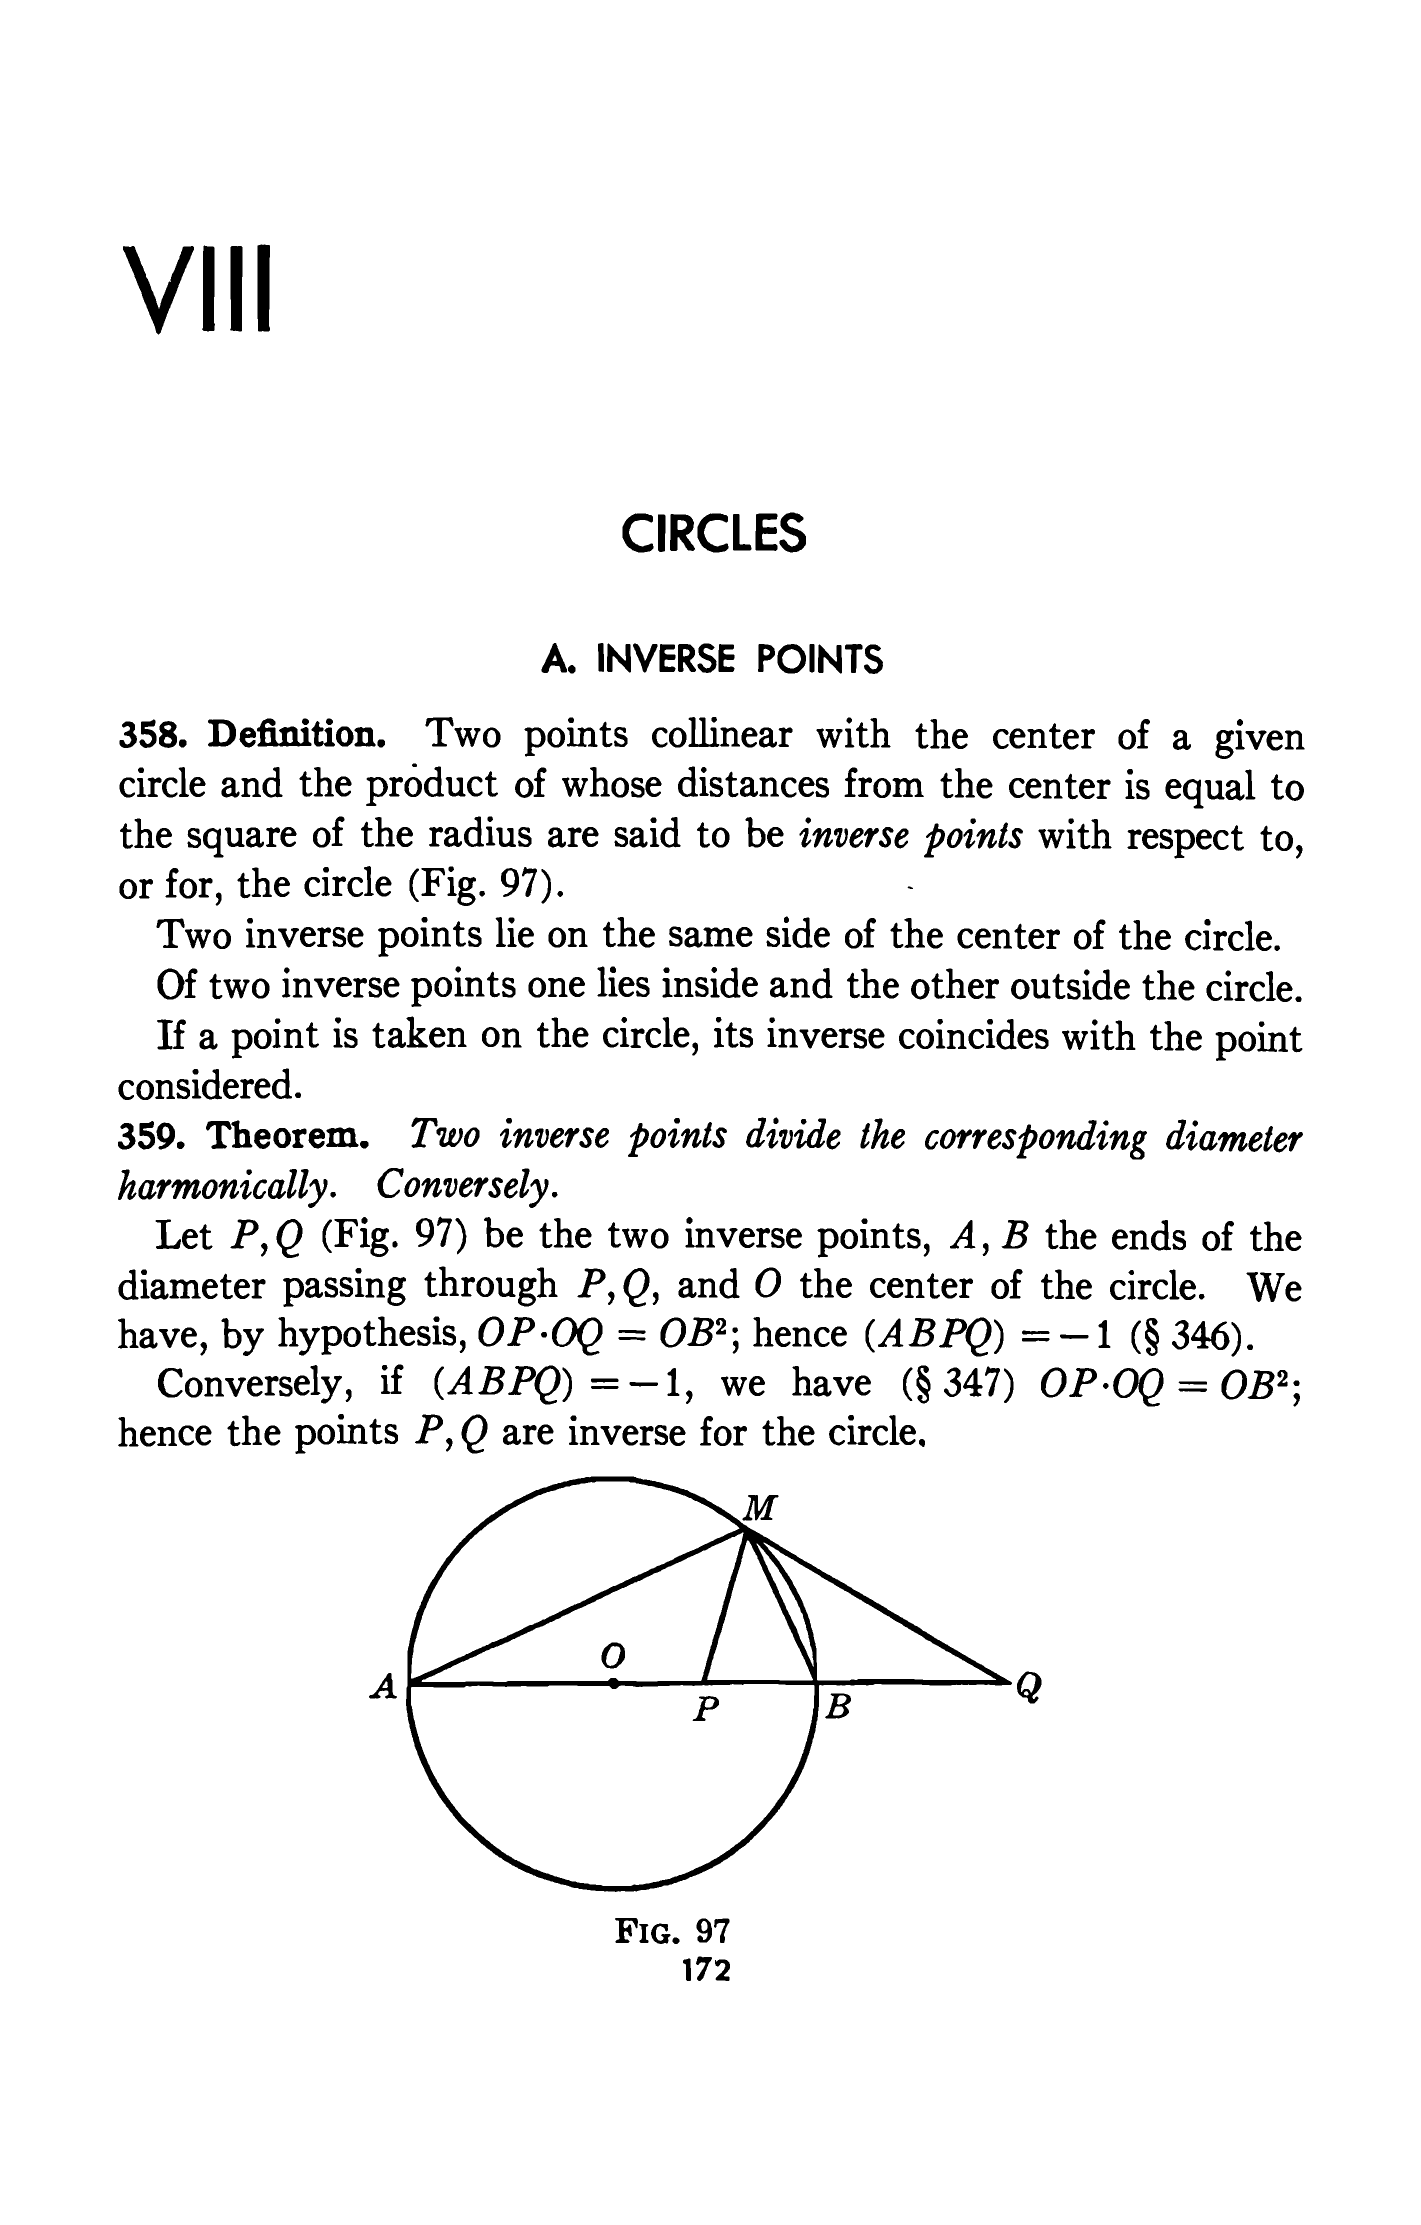 VIII
CIRCLES
A. INVERSE POINTS
358. Definition. Two points collinear with the center of a given
circle and the product of whose distances from the center is equal to
the square of the radius are said to be inverse points with respect to,
or for, the circle (Fig. 97).
Two inverse points lie on the same side of the center of the circle.
Of two inverse points one lies inside and the other outside the circle.
If a point is taken on the circle, its inverse coincides with the point
considered.
359. Theorem. Two inverse points divide the corresponding diameter
harmonically. Conversely.
Let P, Q (Fig. 97) be the two inverse points, A, B the ends of the
diameter passing through P, Q, and O the center of the circle. We
have, by hypothesis, OP·OQ = OB²; hence (ABPQ) = − 1 (§ 346).
Conversely, if (ABPQ) = − 1, we have (§ 347) OP·OQ = OB²;
hence the points P, Q are inverse for the circle.
M
O
A
Q
P
B
FIG. 97
172